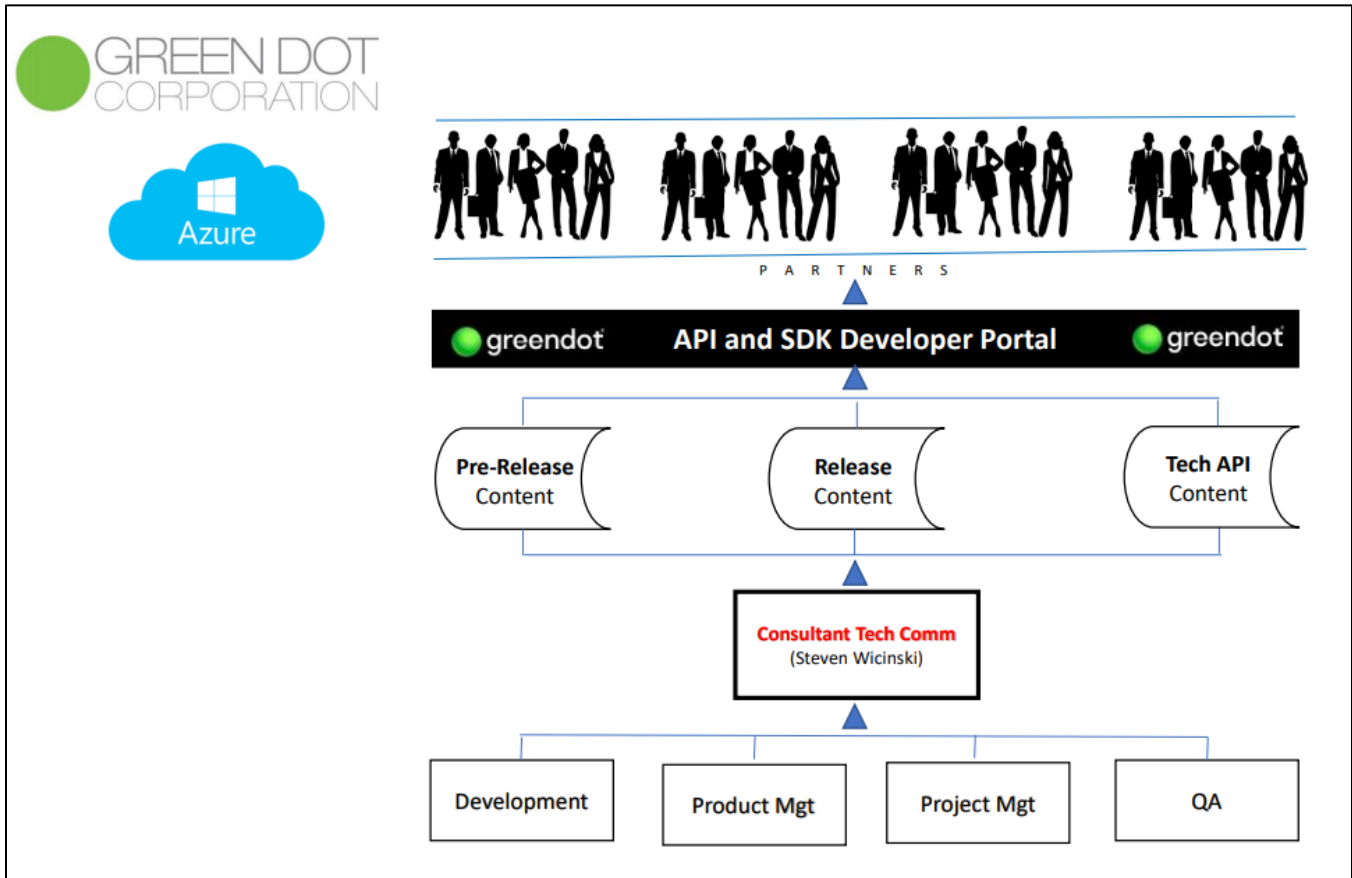 GREEN DOT
CORPORATION
Azure
PARTNERS
greendot API and SDK Developer Portal greendot
Pre-Release
Content
Release
Content
Tech API
Content
Consultant Tech Comm
(Steven Wicinski)
Development
Product Mgt
Project Mgt
QA